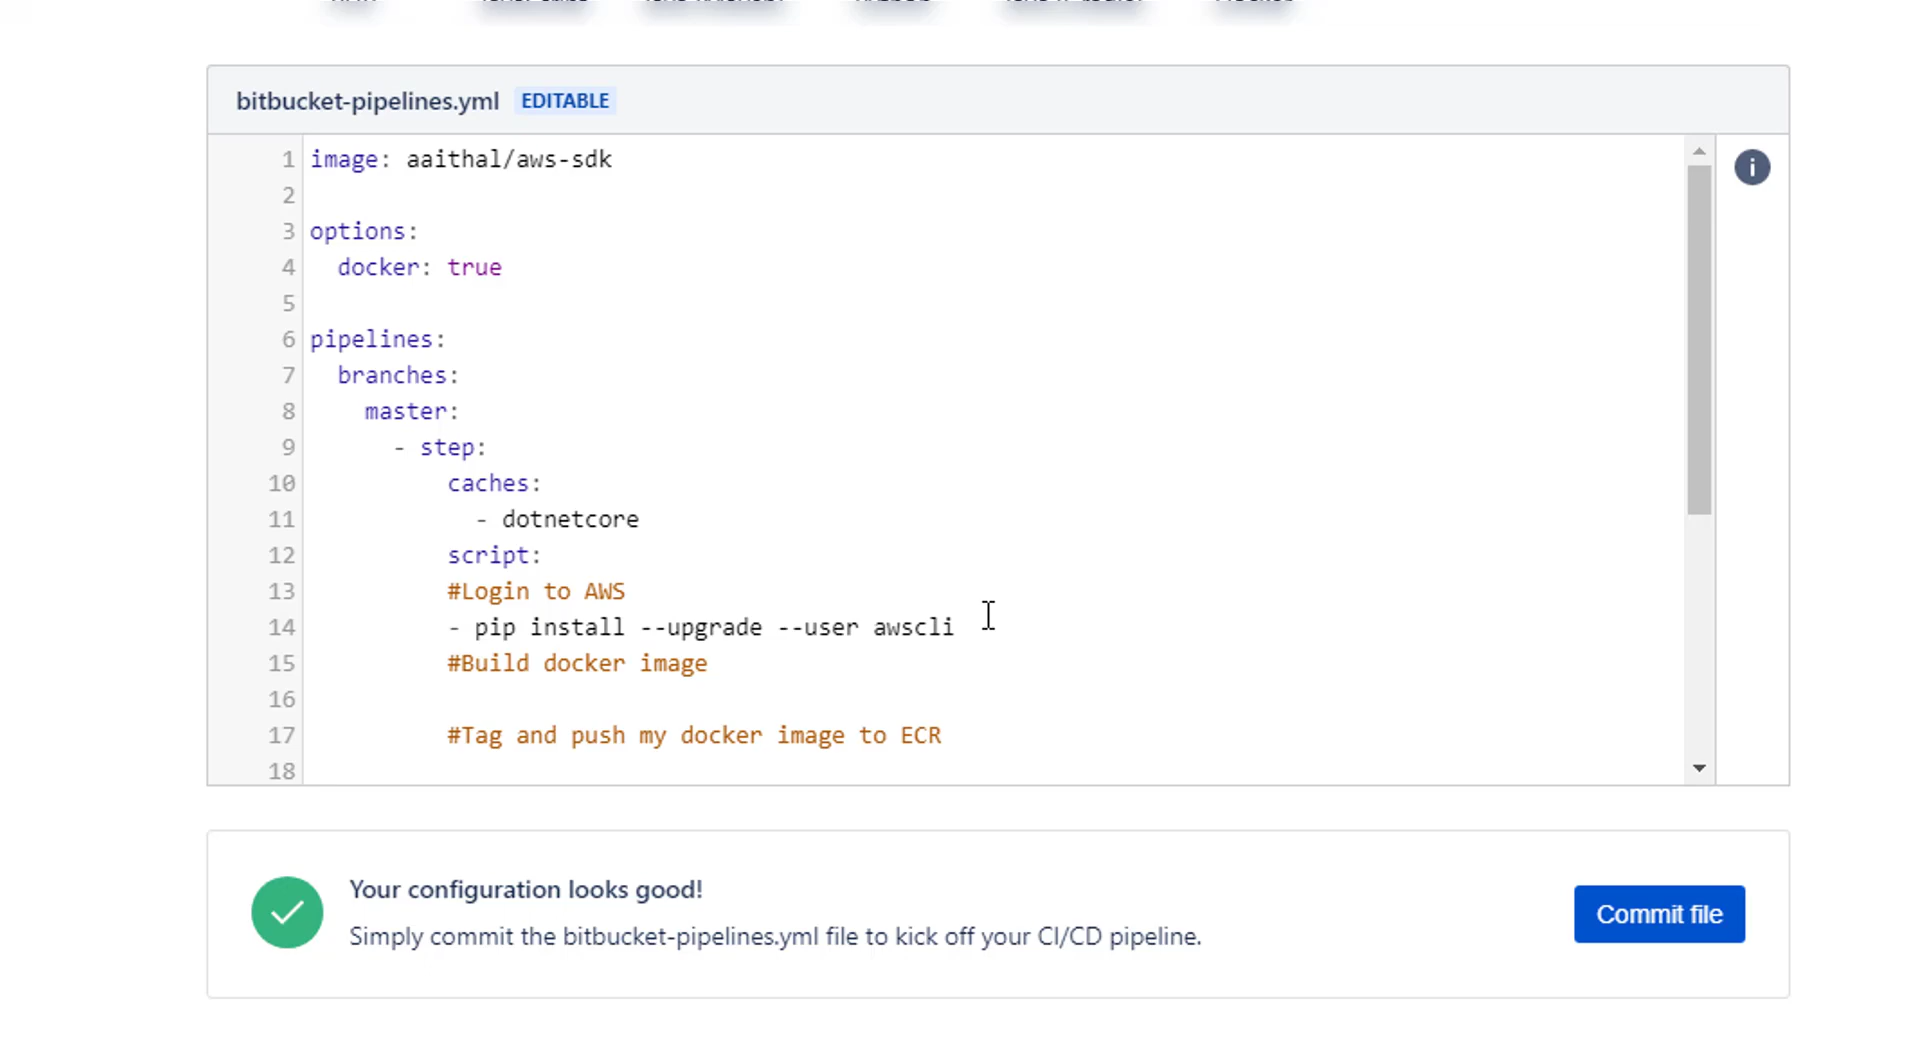 bitbucket-pipelines.yml EDITABLE
1 image: aaithal/aws-sdk
2
3 options:
4 docker: true
5
6 pipelines:
7 branches:
8 master:
9 - step:
10 caches:
11 - dotnetcore
12 script:
13 #Login to AWS
14 - pip install --upgrade --user awscli
15 #Build docker image
16
17 #Tag and push my docker image to ECR
18
Your configuration looks good!
Simply commit the bitbucket-pipelines.yml file to kick off your CI/CD pipeline.
Commit file